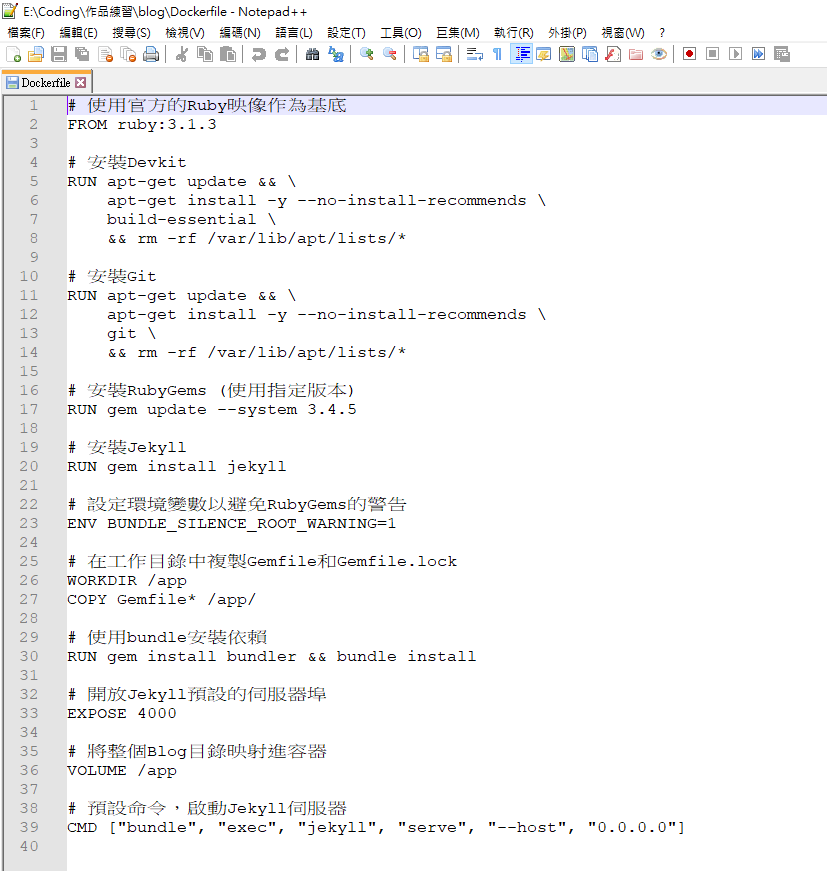 E:\Coding\作品練習\blog\Dockerfile - Notepad++
檔案(F) 編輯(E) 搜尋(S) 檢視(V) 編碼(N) 語言(L) 設定(T) 工具(O) 巨集(M) 執行(R) 外掛(P) 視窗(W) ?
Dockerfile
1 # 使用官方的Ruby映像作為基底
2 FROM ruby:3.1.3
3
4 # 安裝Devkit
5 RUN apt-get update && \
6     apt-get install -y --no-install-recommends \
7     build-essential \
8     && rm -rf /var/lib/apt/lists/*
9
10 # 安裝Git
11 RUN apt-get update && \
12     apt-get install -y --no-install-recommends \
13     git \
14     && rm -rf /var/lib/apt/lists/*
15
16 # 安裝RubyGems (使用指定版本)
17 RUN gem update --system 3.4.5
18
19 # 安裝Jekyll
20 RUN gem install jekyll
21
22 # 設定環境變數以避免RubyGems的警告
23 ENV BUNDLE_SILENCE_ROOT_WARNING=1
24
25 # 在工作目錄中複製Gemfile和Gemfile.lock
26 WORKDIR /app
27 COPY Gemfile* /app/
28
29 # 使用bundle安裝依賴
30 RUN gem install bundler && bundle install
31
32 # 開放Jekyll預設的伺服器埠
33 EXPOSE 4000
34
35 # 將整個Blog目錄映射進容器
36 VOLUME /app
37
38 # 預設命令，啟動Jekyll伺服器
39 CMD ["bundle", "exec", "jekyll", "serve", "--host", "0.0.0.0"]
40